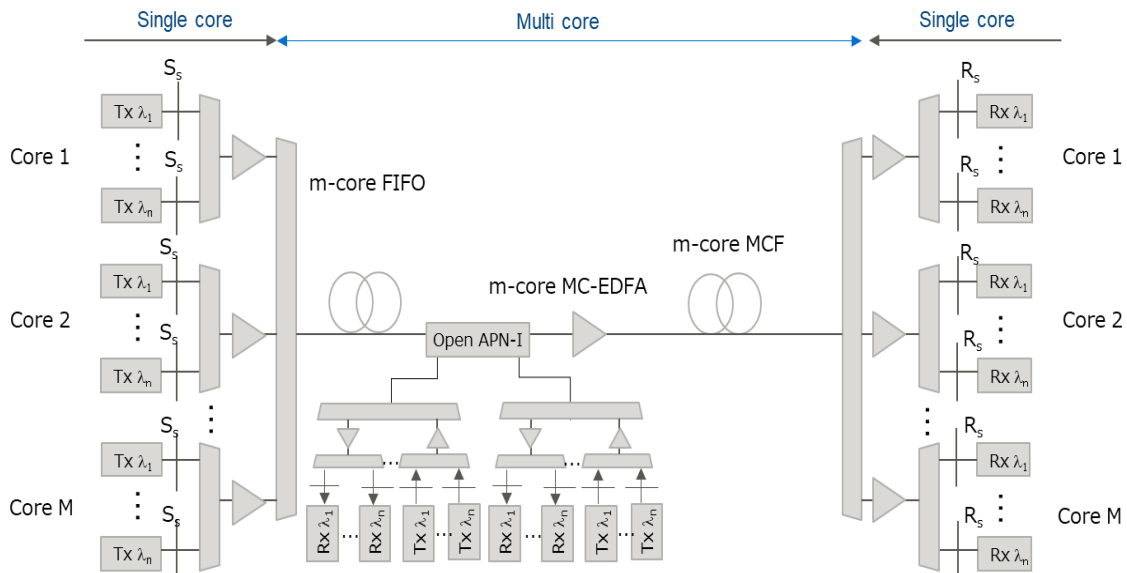 Single core
Multi core
Single core
Sₛ
Rₛ
Tx λ₁
Rx λ₁
Core 1
⋮
Sₛ
Rₛ
⋮
Core 1
Tx λₙ
m-core FIFO
Rx λₙ
Sₛ
m-core MCF
Rₛ
Tx λ₁
m-core MC-EDFA
Rx λ₁
Core 2
⋮
Sₛ
Rₛ
⋮
Core 2
Open APN-I
Tx λₙ
Rx λₙ
⋮
⋮
Sₛ
Rₛ
Tx λ₁
Rx λ₁
... ...
Core M
⋮
Sₛ
Rₛ
⋮
Core M
Rx λ₁ ... Rx λₙ Tx λ₁ ... Tx λₙ Rx λ₁ ... Rx λₙ Tx λ₁ ... Tx λₙ
Tx λₙ
Rx λₙ